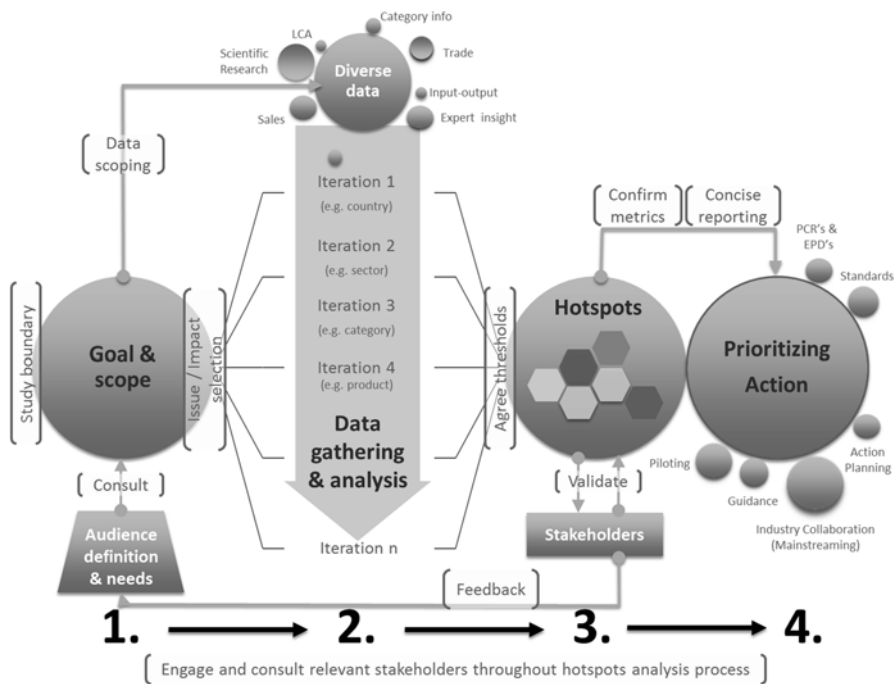 Category info
LCA
Scientific
Research
Trade
Diverse
data
Input-output
Expert insight
Sales
Data
scoping
Iteration 1
(e.g. country)
Iteration 2
(e.g. sector)
Iteration 3
(e.g. category)
Iteration 4
(e.g. product)
Data
gathering
& analysis
Iteration n
Study boundary
Goal &
scope
Issue / Impact
selection
Consult
Audience
definition
& needs
Agree thresholds
Hotspots
Confirm
metrics
Concise
reporting
Validate
Stakeholders
Feedback
PCR's &
EPD's
Standards
Prioritizing
Action
Action
Planning
Piloting
Guidance
Industry Collaboration
(Mainstreaming)
1.
2.
3.
4.
Engage and consult relevant stakeholders throughout hotspots analysis process